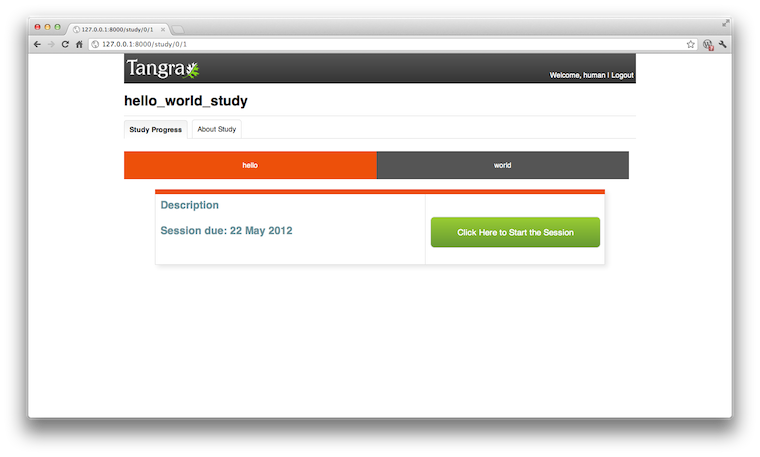 127.0.0.1:8000/study/0/1
127.0.0.1:8000/study/0/1
Tangra
Welcome, human | Logout
hello_world_study
Study Progress
About Study
hello
world
Description
Session due: 22 May 2012
Click Here to Start the Session